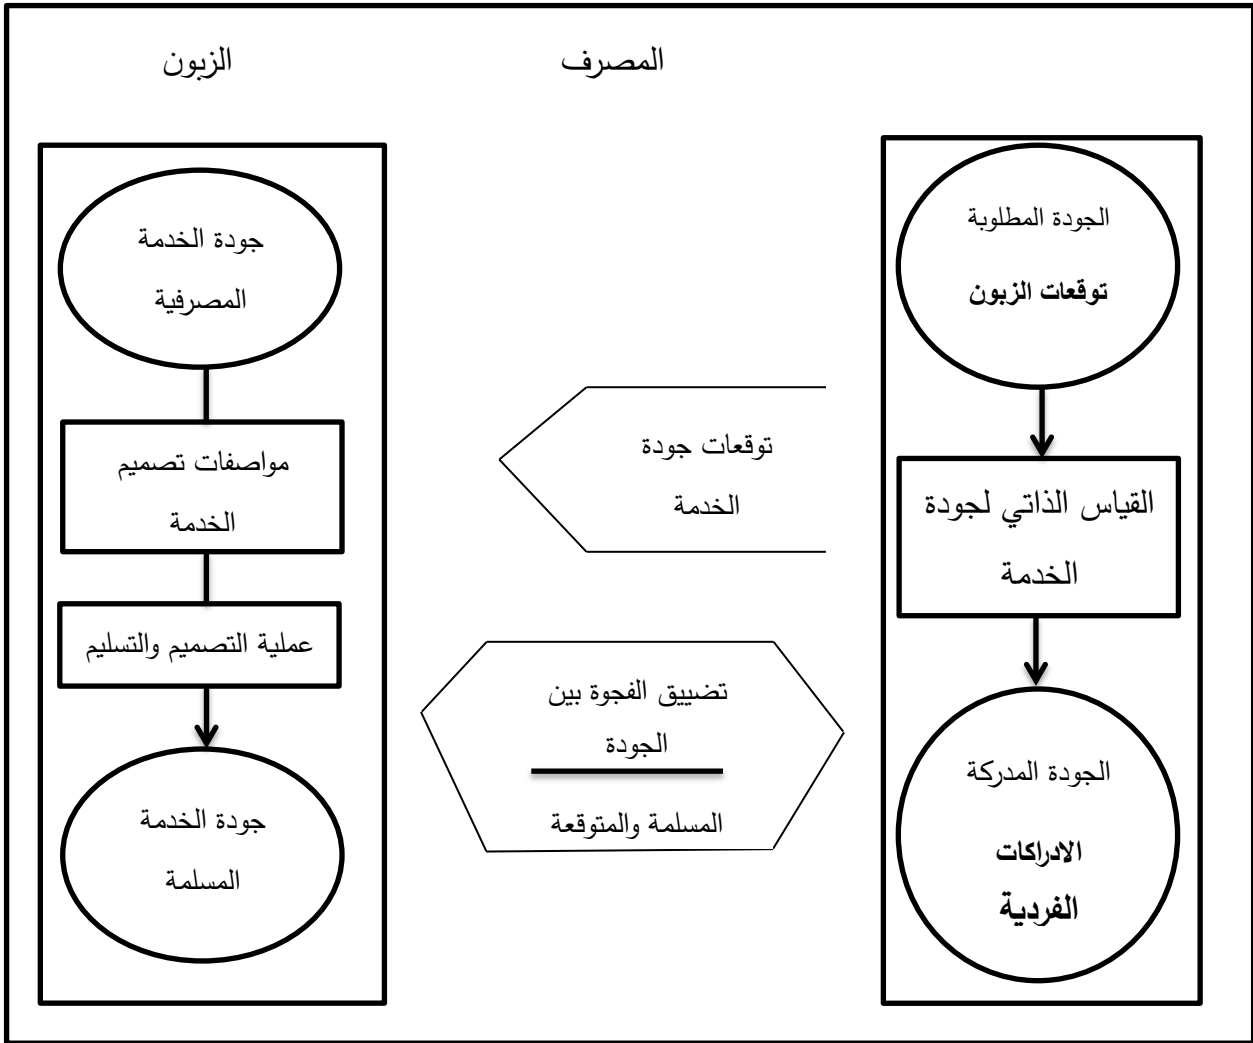 المصرف
الزبون
الجودة المطلوبة
توقعات الزبون
القياس الذاتي لجودة
الخدمة
الجودة المدركة
الادراكات
الفردية
توقعات جودة
الخدمة
تضييق الفجوة بين
الجودة
المسلمة والمتوقعة
جودة الخدمة
المصرفية
مواصفات تصميم
الخدمة
عملية التصميم والتسليم
جودة الخدمة
المسلمة